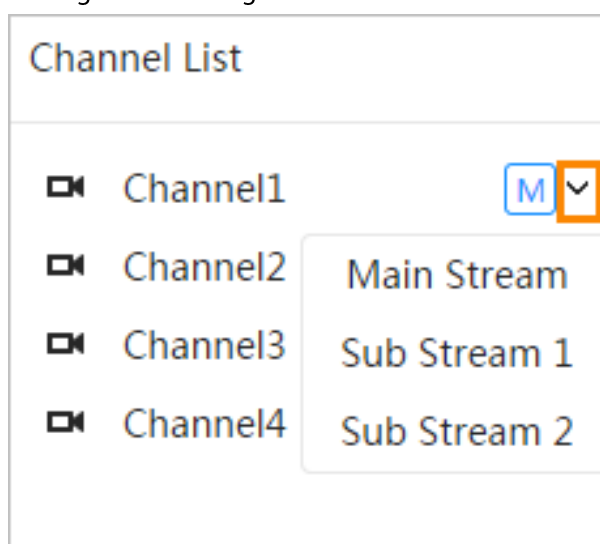 Channel List
Channel1 M
Channel2
Main Stream
Channel3
Sub Stream 1
Channel4
Sub Stream 2